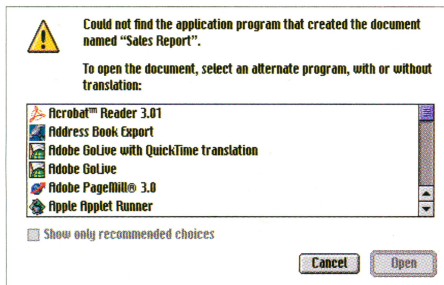 Could not find the application program that created the document
named “Sales Report”.
To open the document, select an alternate program, with or without
translation:
Acrobat™ Reader 3.01
Address Book Export
Adobe GoLive with QuickTime translation
Adobe GoLive
Adobe PageMill® 3.0
Apple Applet Runner
Show only recommended choices
Cancel
Open